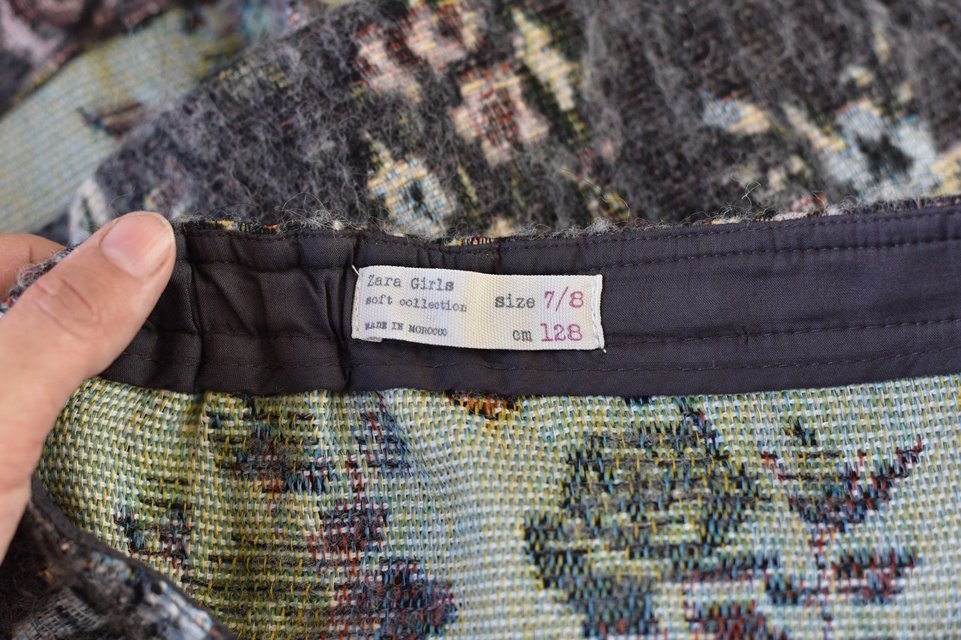 Zara Girls
soft collection
MADE IN MOROCCO
size 7/8
cm 128